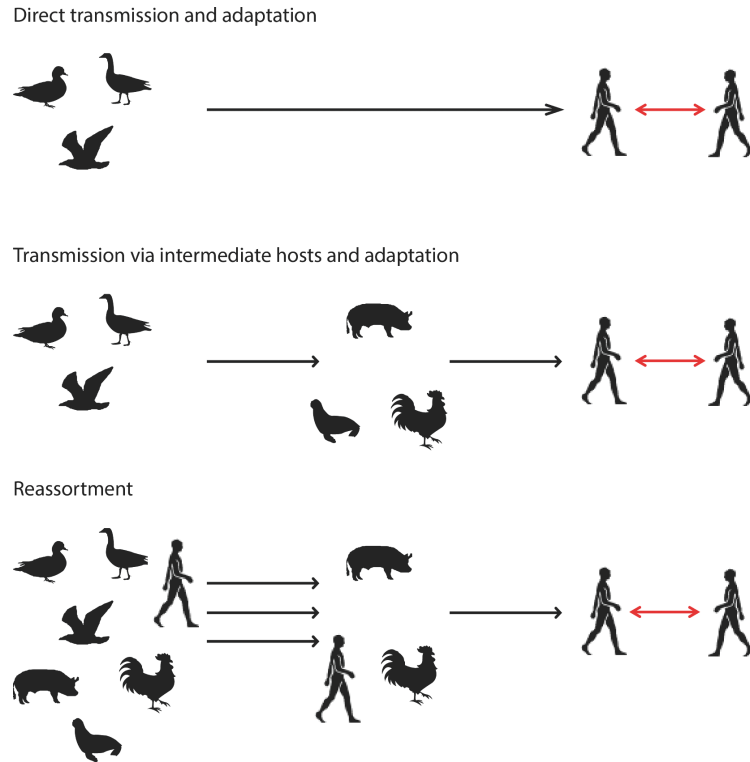 Direct transmission and adaptation
Transmission via intermediate hosts and adaptation
Reassortment